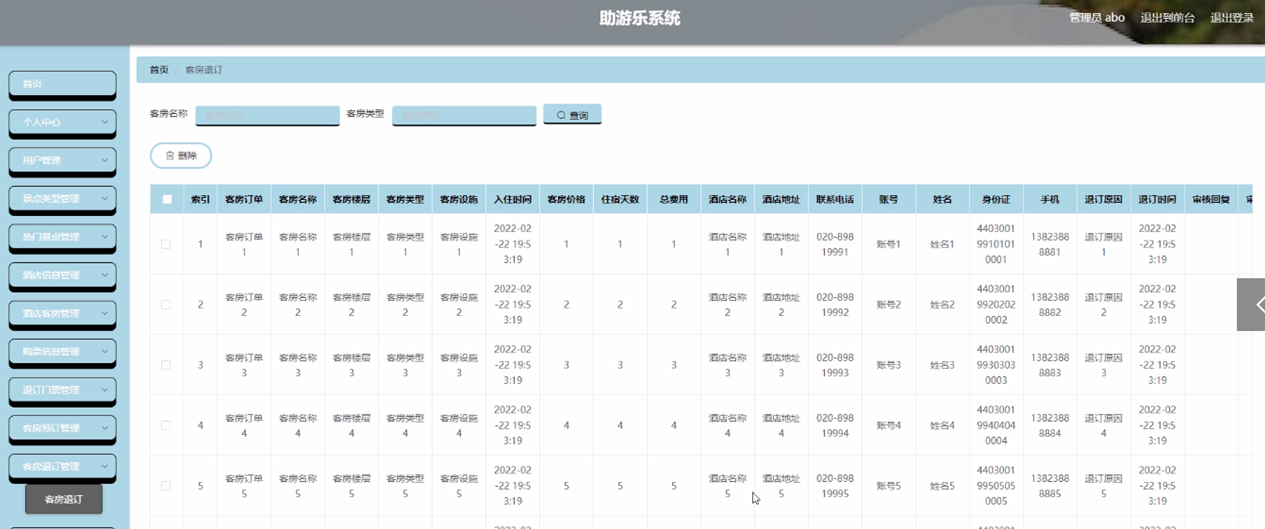 助游乐系统
管理员 abo 退出到前台 退出登录
首页
个人中心
用户管理
景点类型管理
热门景点管理
酒店信息管理
酒店客房管理
购票信息管理
退订门票管理
客房预订管理
客房退订管理
客房退订
首页 / 客房退订
客房名称 客房类型 查询
删除
索引 客房订单 客房名称 客房楼层 客房类型 客房设施 入住时间 客房价格 住宿天数 总费用 酒店名称 酒店地址 联系电话 账号 姓名 身份证 手机 退订原因 退订时间 审核回复
1 客房订单1 客房名称1 客房楼层1 客房类型1 客房设施1 2022-02-22 19:53:19 1 1 1 酒店名称1 酒店地址1 020-89819991 账号1 姓名1 440300199101010001 13823888881 退订原因1 2022-02-22 19:53:19
2 客房订单2 客房名称2 客房楼层2 客房类型2 客房设施2 2022-02-22 19:53:19 2 2 2 酒店名称2 酒店地址2 020-89819992 账号2 姓名2 440300199202020002 13823888882 退订原因2 2022-02-22 19:53:19
3 客房订单3 客房名称3 客房楼层3 客房类型3 客房设施3 2022-02-22 19:53:19 3 3 3 酒店名称3 酒店地址3 020-89819993 账号3 姓名3 440300199303030003 13823888883 退订原因3 2022-02-22 19:53:19
4 客房订单4 客房名称4 客房楼层4 客房类型4 客房设施4 2022-02-22 19:53:19 4 4 4 酒店名称4 酒店地址4 020-89819994 账号4 姓名4 440300199404040004 13823888884 退订原因4 2022-02-22 19:53:19
5 客房订单5 客房名称5 客房楼层5 客房类型5 客房设施5 2022-02-22 19:53:19 5 5 5 酒店名称5 酒店地址5 020-89819995 账号5 姓名5 440300199505050005 13823888885 退订原因5 2022-02-22 19:53:19